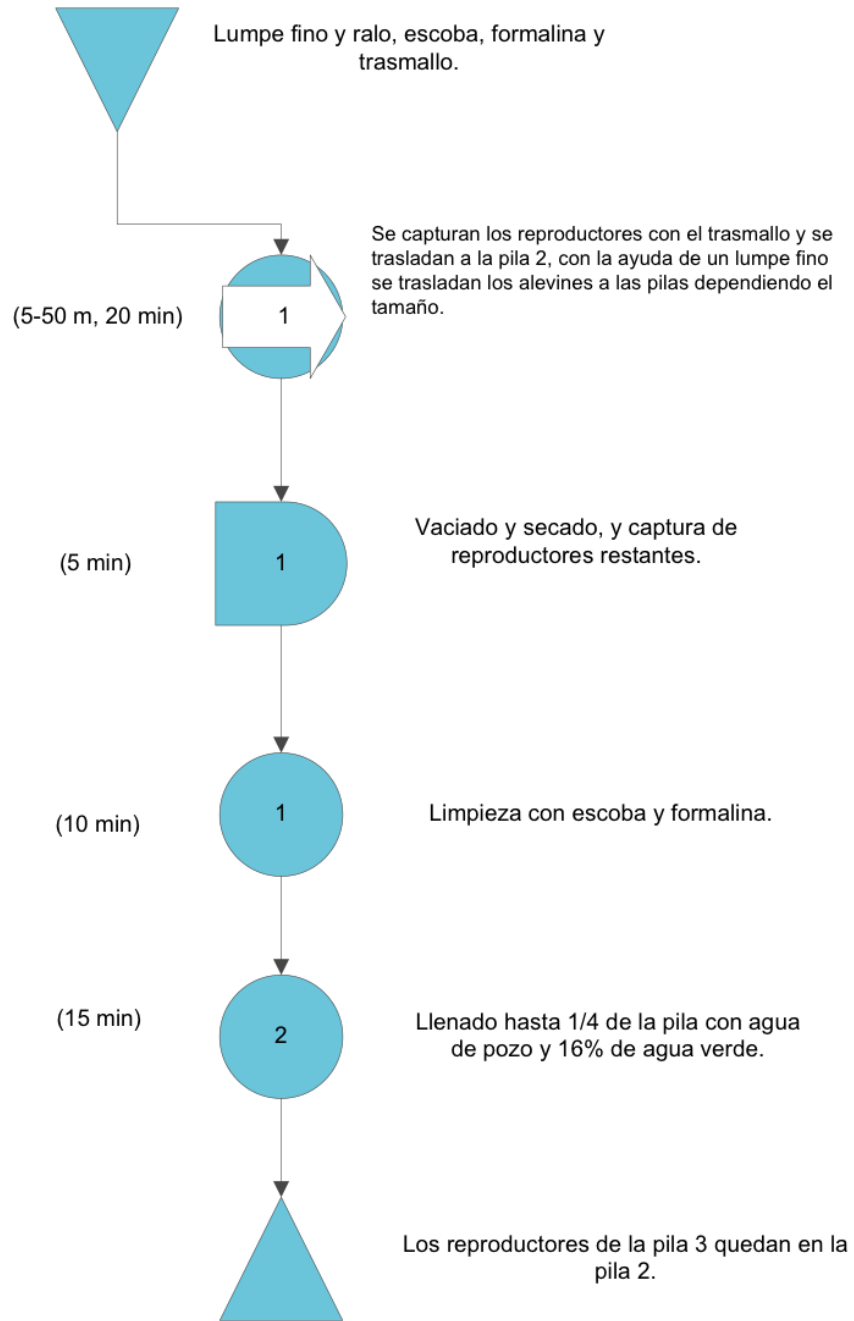 Lumpe fino y ralo, escoba, formalina y
trasmallo.
Se capturan los reproductores con el trasmallo y se
trasladan a la pila 2, con la ayuda de un lumpe fino
se trasladan los alevines a las pilas dependiendo el
tamaño.
(5-50 m, 20 min)
1
Vaciado y secado, y captura de
reproductores restantes.
(5 min)
1
(10 min)
1
Limpieza con escoba y formalina.
(15 min)
2
Llenado hasta 1/4 de la pila con agua
de pozo y 16% de agua verde.
Los reproductores de la pila 3 quedan en la
pila 2.